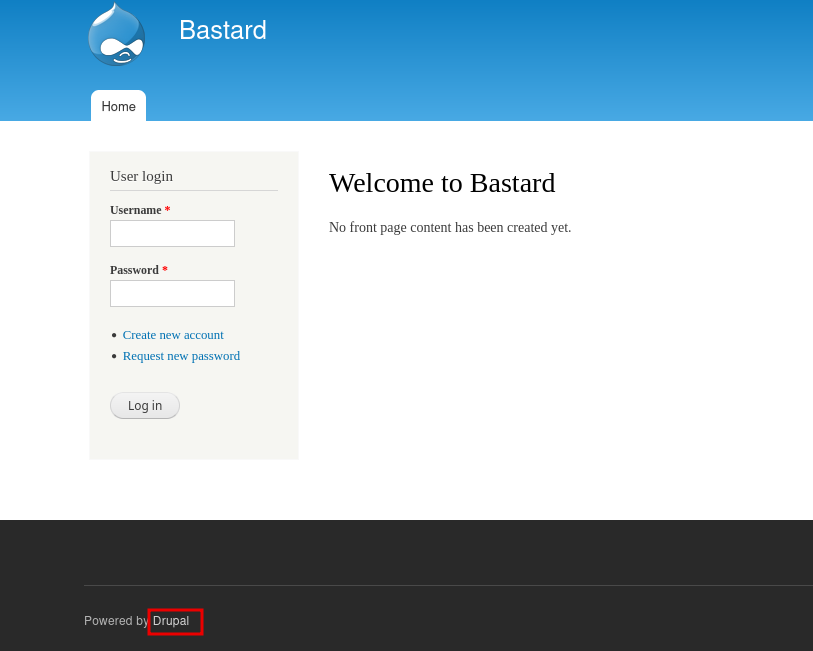 Bastard
Home
User login
Username *
Password *
Create new account
Request new password
Log in
Welcome to Bastard
No front page content has been created yet.
Powered by Drupal